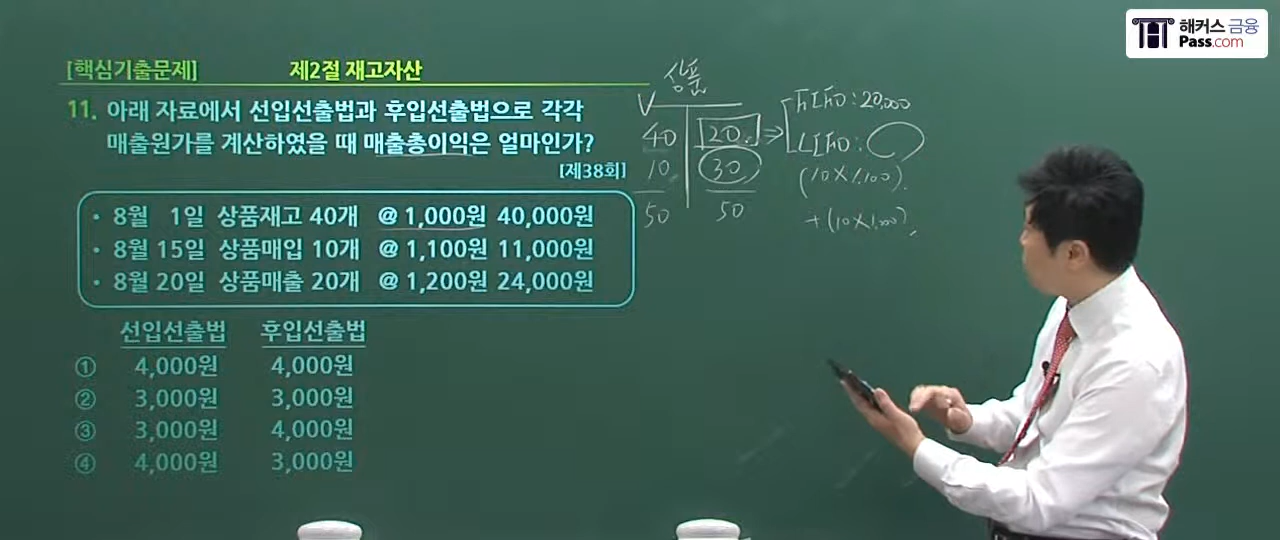 해커스 금융
Pass.com
[핵심기출문제] 제2절 재고자산
11. 아래 자료에서 선입선출법과 후입선출법으로 각각
매출원가를 계산하였을 때 매출총이익은 얼마인가?
[제38회]
• 8월 1일 상품재고 40개 @ 1,000원 40,000원
• 8월 15일 상품매입 10개 @ 1,100원 11,000원
• 8월 20일 상품매출 20개 @ 1,200원 24,000원
선입선출법 후입선출법
① 4,000원 4,000원
② 3,000원 3,000원
③ 3,000원 4,000원
④ 4,000원 3,000원
상품
40 20
10 30
50 50
FIFO : 20,000
LIFO :
(10 X 1,100)
+ (10 X 1,000)